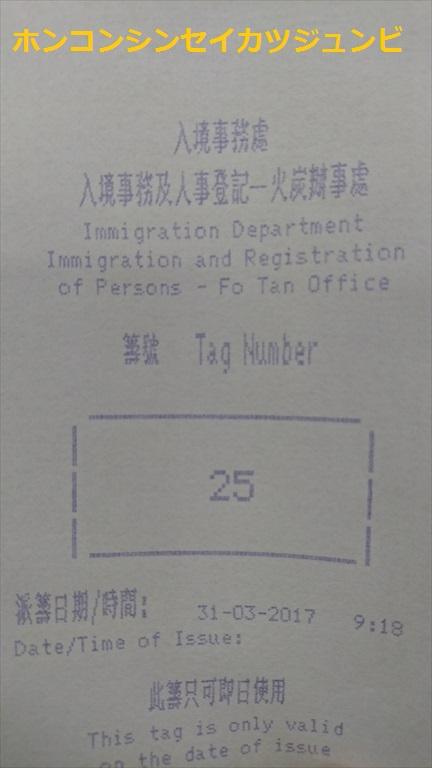 ホンコンシンセイカツジュンビ
入境事務處
入境事務及人事登記—火炭辦事處
Immigration Department
Immigration and Registration
of Persons - Fo Tan Office
籌號 Tag Number
25
派籌日期/時間: 31-03-2017 9:18
Date/Time of Issue:
此籌只可即日使用
This tag is only valid
on the date of issue